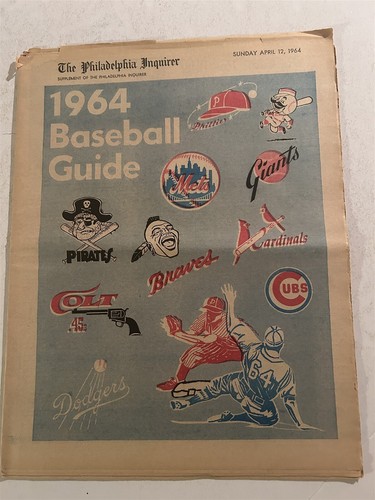 The Philadelphia Inquirer
SUNDAY APRIL 12, 1964
SUPPLEMENT OF THE PHILADELPHIA INQUIRER
1964
Baseball
Guide
P
Phillies
Mets
Giants
PIRATES
Braves
Cardinals
COLT
.45s
CUBS
64
Dodgers